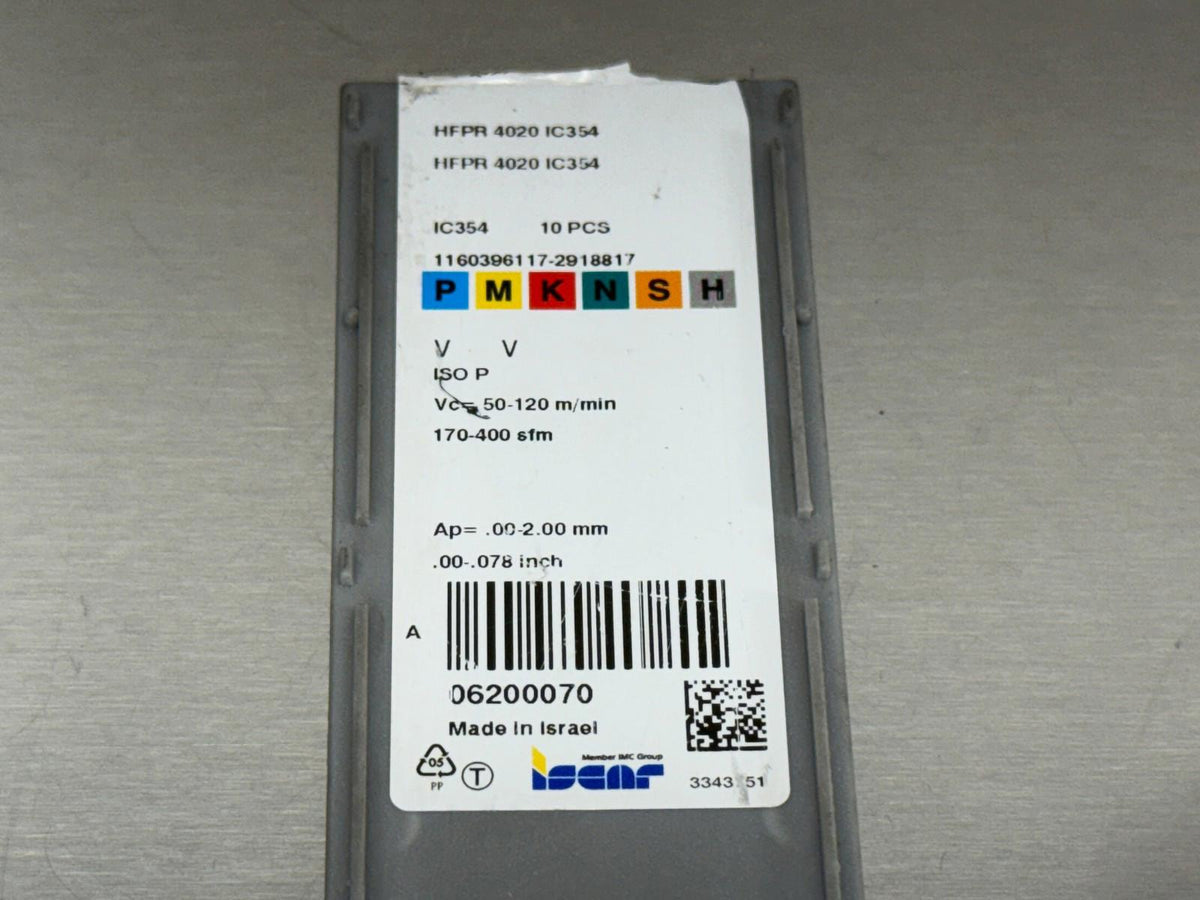 HFPR 4020 IC354
HFPR 4020 IC354
IC354 10 PCS
1160396117-2918817
P M K N S H
V V
ISO P
Vc= 50-120 m/min
170-400 sfm
Ap= .00-2.00 mm
.00-.078 inch
A
06200070
Made in Israel
05
PP
T
Member IMC Group
iscar